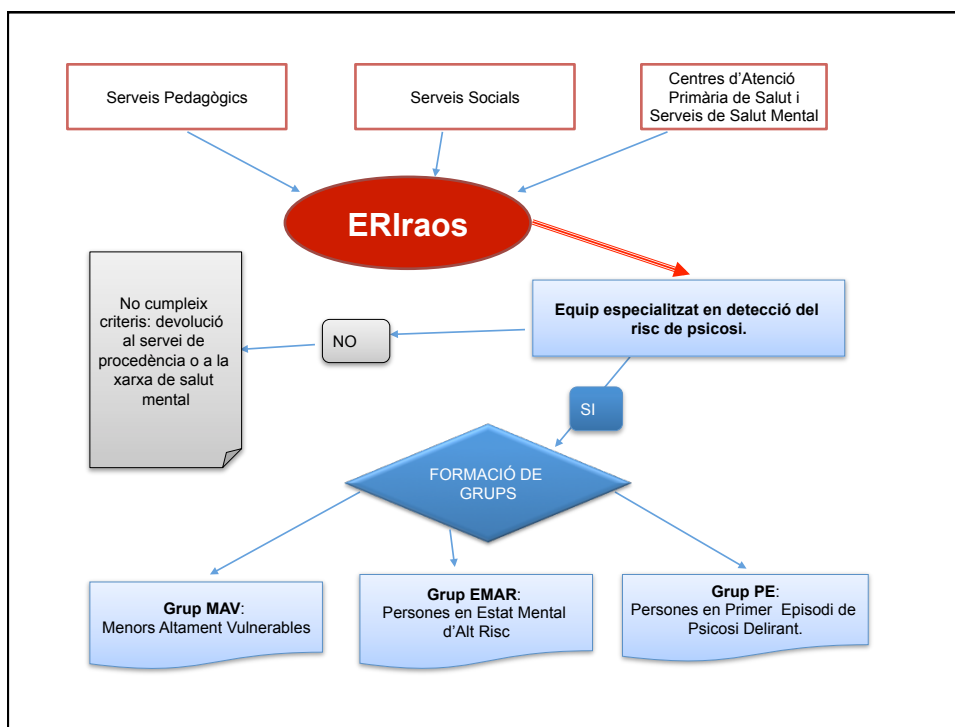 Serveis Pedagògics
Serveis Socials
Centres d'Atenció
Primària de Salut i
Serveis de Salut Mental
ERIraos
Equip especialitzat en detecció del
risc de psicosi.
No cumpleix
criteris: devolució
al servei de
procedència o a la
xarxa de salut
mental
NO
SI
FORMACIÓ DE
GRUPS
Grup MAV:
Menors Altament Vulnerables
Grup EMAR:
Persones en Estat Mental
d'Alt Risc
Grup PE:
Persones en Primer Episodi de
Psicosi Delirant.